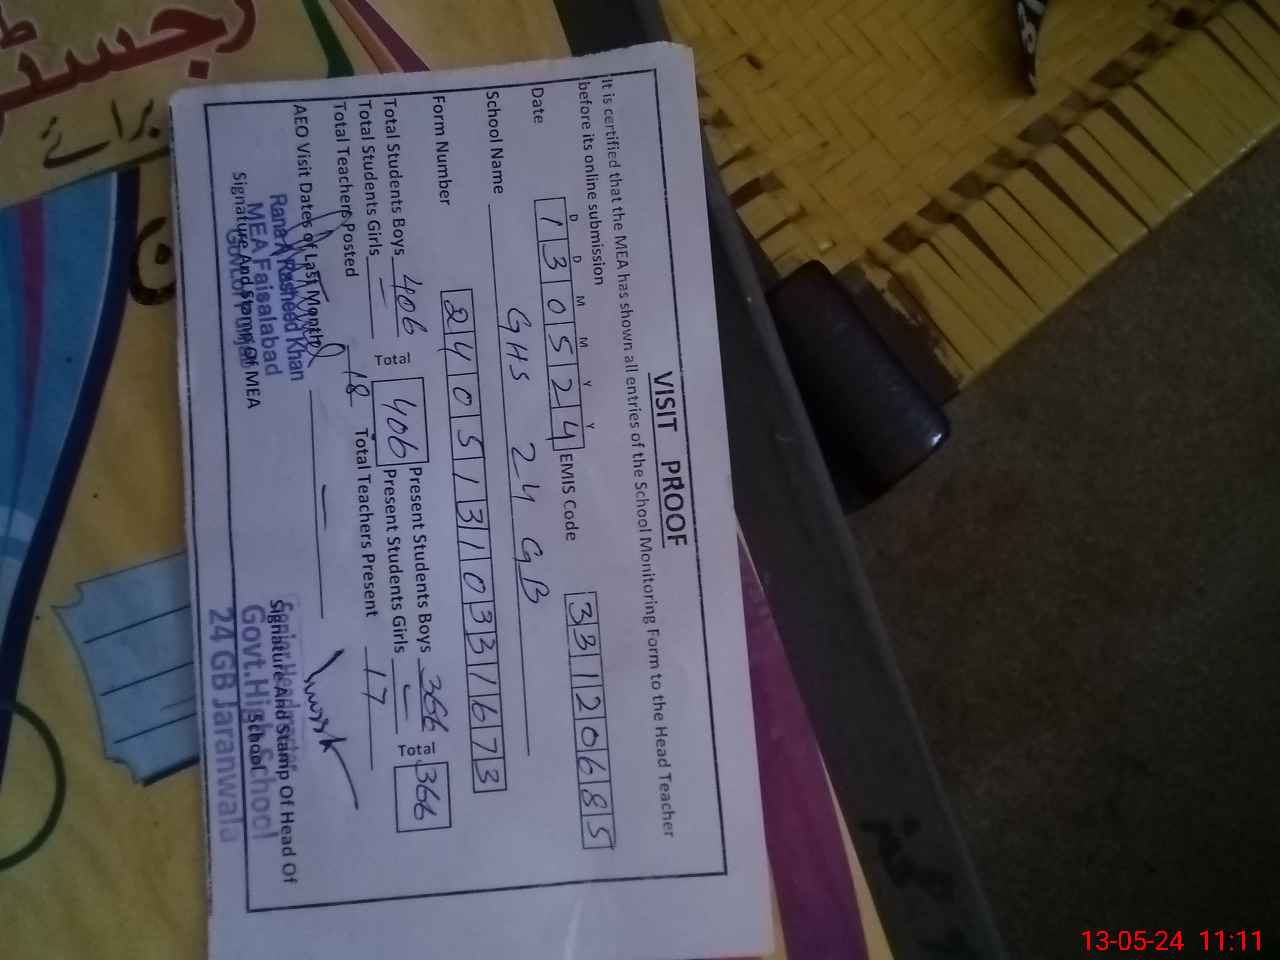 VISIT PROOF
It is certified that the MEA has shown all entries of the School Monitoring Form to the Head Teacher
before its online submission
D D M M Y Y
Date 1 3 0 5 2 4 EMIS Code 3 3 1 2 0 6 8 5
School Name GHS 24 GB
Form Number 2 4 0 5 1 3 1 0 3 3 1 6 7 3
Total Students Boys 406 Total 406 Present Students Boys 366 Total 366
Total Students Girls — Present Students Girls —
Total Teachers Posted 18 Total Teachers Present 17
AEO Visit Dates of Last Month —
Rana A Rasheed Khan
MEA Faisalabad
Signature And Stamp Of MEA
Signature And Stamp Of Head Of
School
Govt.High School
24 GB Jaranwala
رجسٹر
برائے
13-05-24 11:11